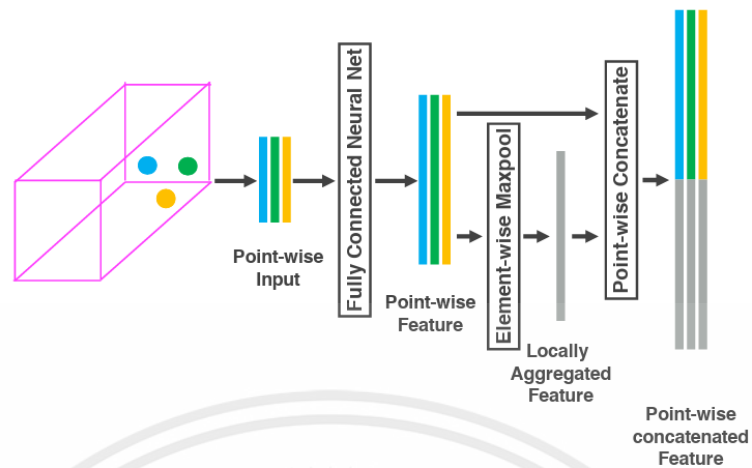 Point-wise
Input
Fully Connected Neural Net
Point-wise
Feature
Element-wise Maxpool
Locally
Aggregated
Feature
Point-wise Concatenate
Point-wise
concatenated
Feature